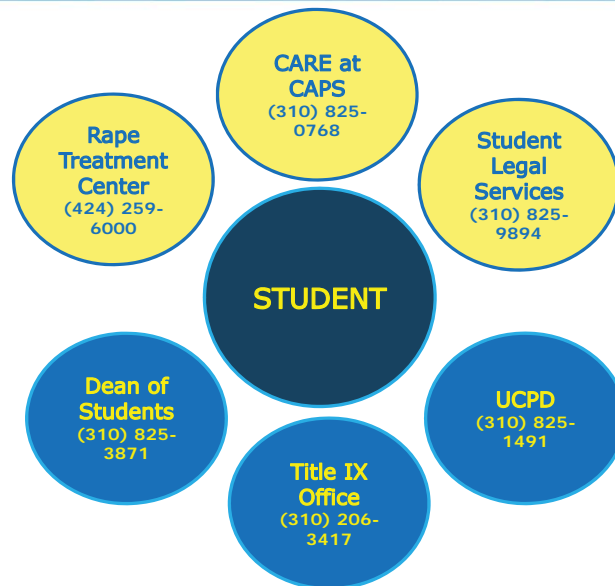 CARE at
CAPS
(310) 825-
0768
Rape
Treatment
Center
(424) 259-
6000
Student
Legal
Services
(310) 825-
9894
STUDENT
Dean of
Students
(310) 825-
3871
UCPD
(310) 825-
1491
Title IX
Office
(310) 206-
3417